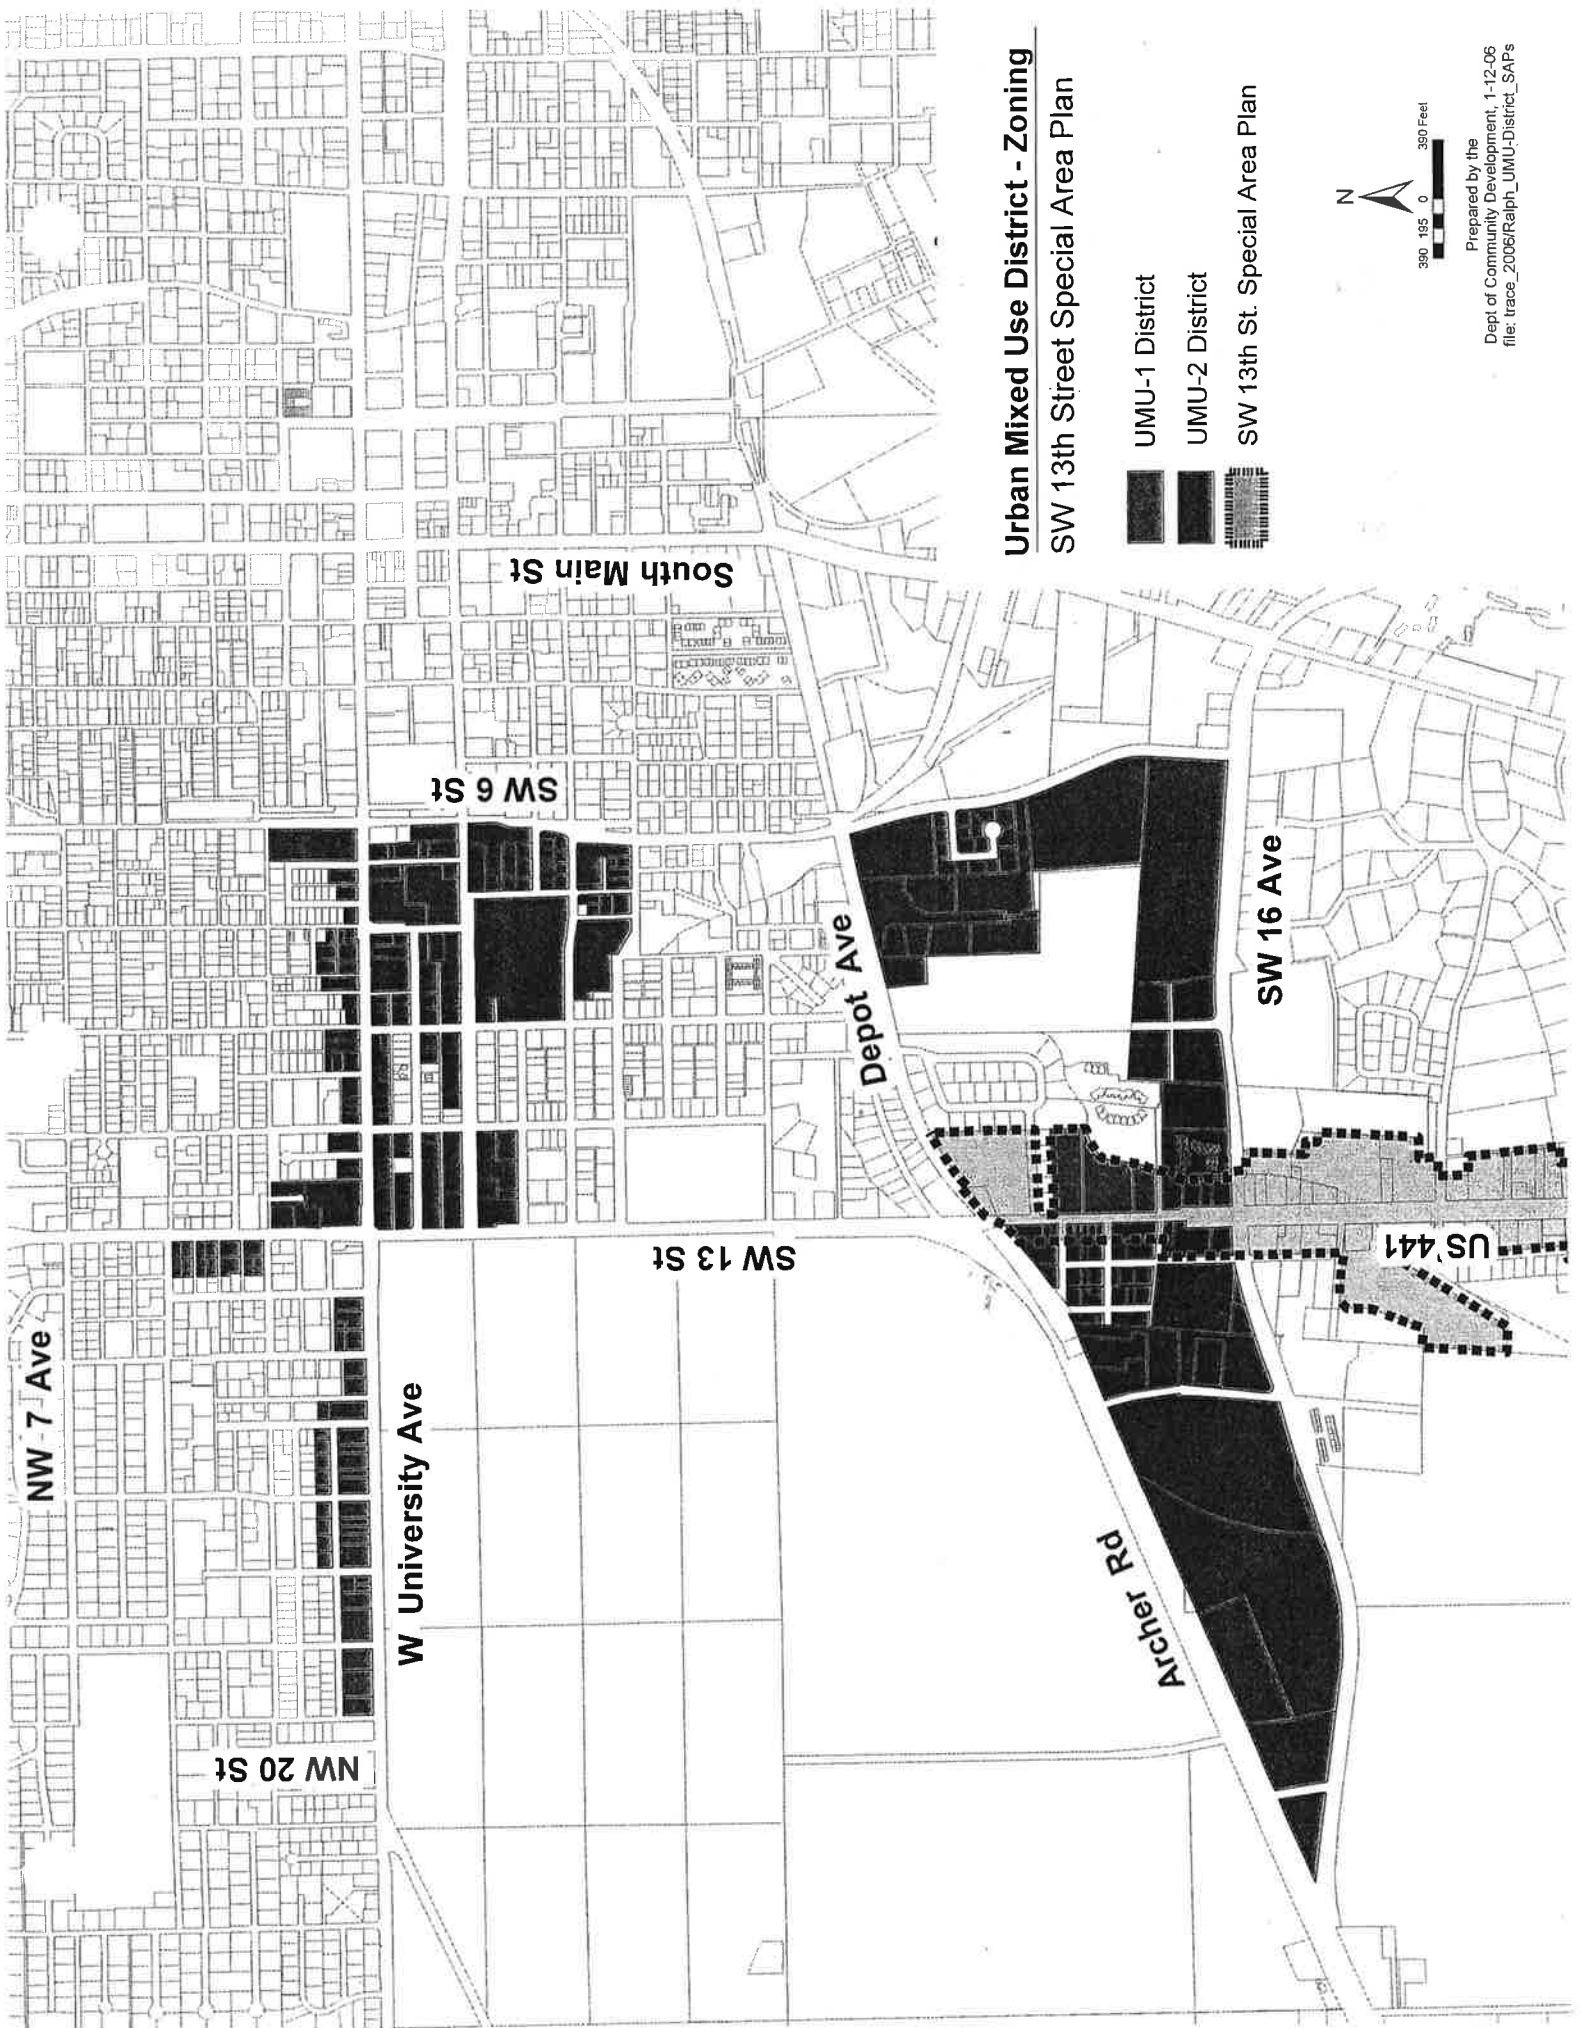 NW 7 Ave
NW 20 St
W University Ave
SW 6 St
South Main St
SW 13 St
Depot Ave
Archer Rd
SW 16 Ave
US 441
Urban Mixed Use District - Zoning
SW 13th Street Special Area Plan
UMU-1 District
UMU-2 District
SW 13th St. Special Area Plan
N
390 195 0 390 Feet
Prepared by the
Dept of Community Development, 1-12-06
file: trace_2006/Ralph_UMU-District_SAPs